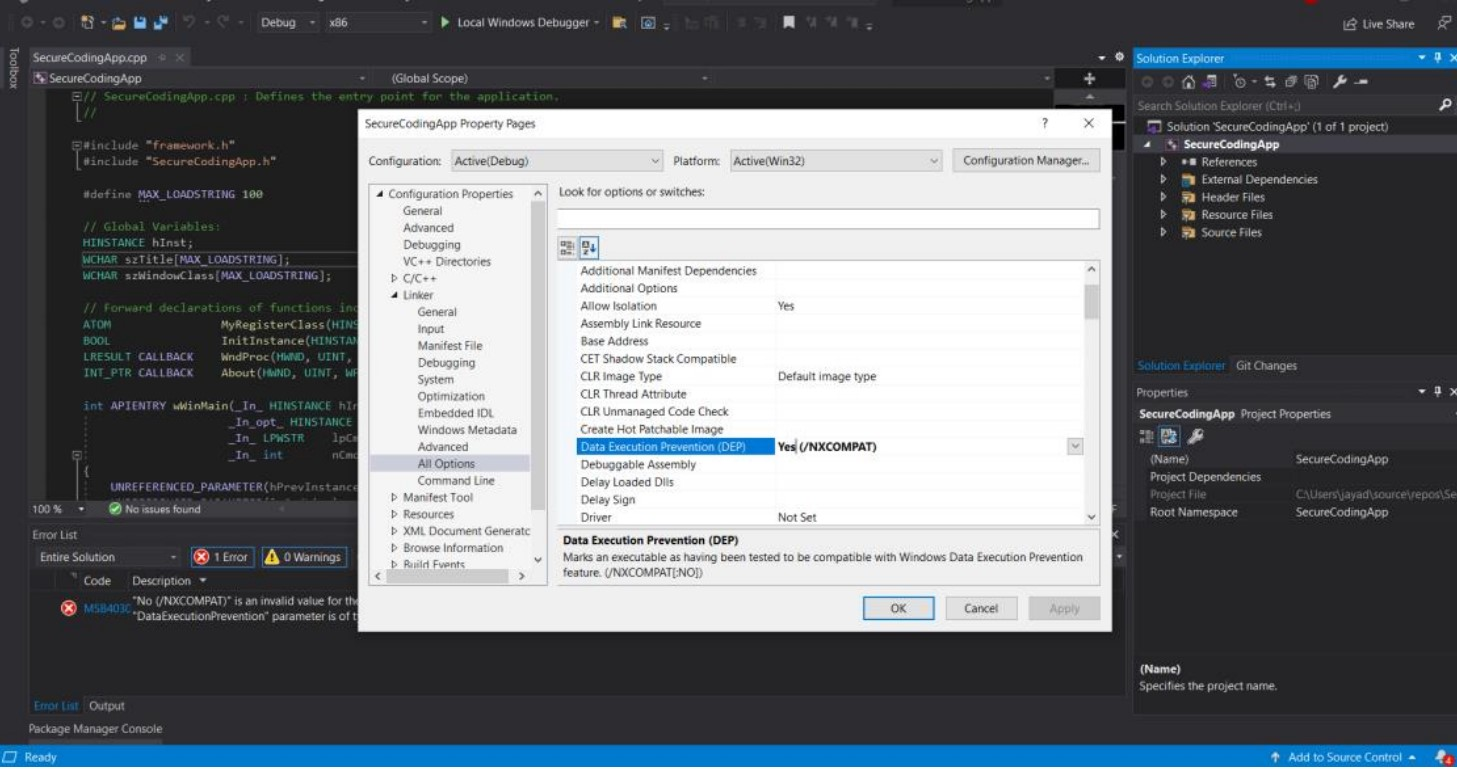 Debug x86 Local Windows Debugger Live Share
Toolbox
SecureCodingApp.cpp
SecureCodingApp (Global Scope)
// SecureCodingApp.cpp : Defines the entry point for the application.
//
#include "framework.h"
#include "SecureCodingApp.h"
#define MAX_LOADSTRING 100
// Global Variables:
HINSTANCE hInst;
WCHAR szTitle[MAX_LOADSTRING];
WCHAR szWindowClass[MAX_LOADSTRING];
// Forward declarations of functions inc
ATOM MyRegisterClass(HINS
BOOL InitInstance(HINSTAN
LRESULT CALLBACK WndProc(HWND, UINT,
INT_PTR CALLBACK About(HWND, UINT, WP
int APIENTRY wWinMain(_In_ HINSTANCE hIn
_In_opt_ HINSTANCE
_In_ LPWSTR lpCm
_In_ int nCmd
{
UNREFERENCED_PARAMETER(hPrevInstance
100 % No issues found
Error List
Entire Solution 1 Error 0 Warnings
Code Description
"No (/NXCOMPAT)" is an invalid value for the
MSB4030 "DataExecutionPrevention" parameter is of t
Error List Output
Package Manager Console
Ready
Add to Source Control
4
SecureCodingApp Property Pages ? ×
Configuration: Active(Debug) Platform: Active(Win32) Configuration Manager...
Configuration Properties
General
Advanced
Debugging
VC++ Directories
C/C++
Linker
General
Input
Manifest File
Debugging
System
Optimization
Embedded IDL
Windows Metadata
Advanced
All Options
Command Line
Manifest Tool
Resources
XML Document Generatc
Browse Information
Build Events
Look for options or switches:
Additional Manifest Dependencies
Additional Options
Allow Isolation Yes
Assembly Link Resource
Base Address
CET Shadow Stack Compatible
CLR Image Type Default image type
CLR Thread Attribute
CLR Unmanaged Code Check
Create Hot Patchable Image
Data Execution Prevention (DEP) Yes (/NXCOMPAT)
Debuggable Assembly
Delay Loaded Dlls
Delay Sign
Driver Not Set
Data Execution Prevention (DEP)
Marks an executable as having been tested to be compatible with Windows Data Execution Prevention
feature. (/NXCOMPAT[:NO])
OK Cancel Apply
Solution Explorer
Search Solution Explorer (Ctrl+;)
Solution 'SecureCodingApp' (1 of 1 project)
SecureCodingApp
References
External Dependencies
Header Files
Resource Files
Source Files
Solution Explorer Git Changes
Properties
SecureCodingApp Project Properties
(Name) SecureCodingApp
Project Dependencies
Project File C:\Users\jayad\source\repos\Se
Root Namespace SecureCodingApp
(Name)
Specifies the project name.